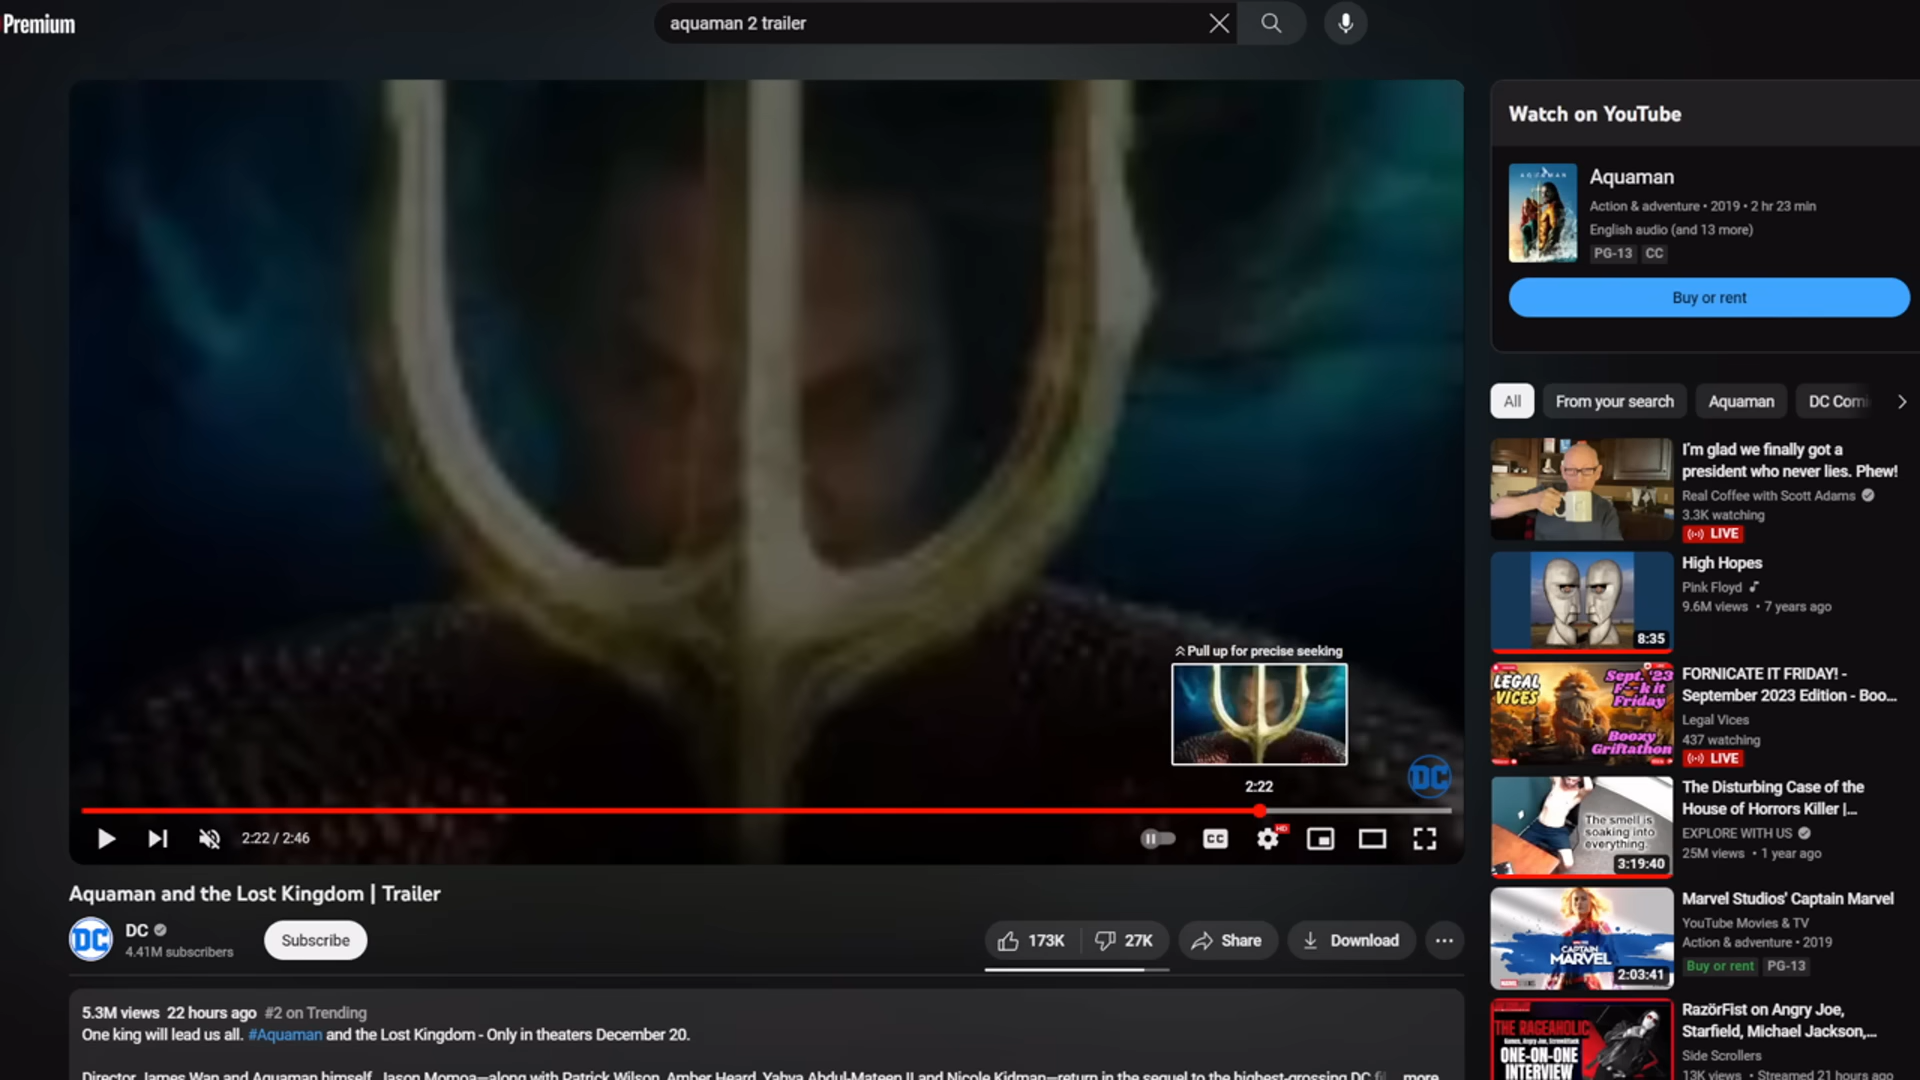 Premium
aquaman 2 trailer
Pull up for precise seeking
2:22
DC
2:22 / 2:46
CC
HD
Aquaman and the Lost Kingdom | Trailer
DC
DC
4.41M subscribers
Subscribe
173K
27K
Share
Download
5.3M views 22 hours ago #2 on Trending
One king will lead us all. #Aquaman and the Lost Kingdom - Only in theaters December 20.
Director James Wan and Aquaman himself, Jason Momoa—along with Patrick Wilson, Amber Heard, Yahya Abdul-Mateen II and Nicole Kidman—return in the sequel to the highest-grossing DC
...more
Watch on YouTube
AQUAMAN
Aquaman
Action & adventure • 2019 • 2 hr 23 min
English audio (and 13 more)
PG-13 CC
Buy or rent
All
From your search
Aquaman
DC Comi
I'm glad we finally got a
president who never lies. Phew!
Real Coffee with Scott Adams
3.3K watching
LIVE
8:35
High Hopes
Pink Floyd
9.6M views • 7 years ago
LEGAL
VICES
Sept. '23
F--k it
Friday
Boozy
Griftathon
FORNICATE IT FRIDAY! -
September 2023 Edition - Boo...
Legal Vices
437 watching
LIVE
The smell is
soaking into
everything.
3:19:40
The Disturbing Case of the
House of Horrors Killer |...
EXPLORE WITH US
25M views • 1 year ago
CAPTAIN
MARVEL
2:03:41
Marvel Studios' Captain Marvel
YouTube Movies & TV
Action & adventure • 2019
Buy or rent PG-13
THE RAGEAHOLIC
ONE-ON-ONE
INTERVIEW
RazörFist on Angry Joe,
Starfield, Michael Jackson,...
Side Scrollers
13K views • Streamed 21 hours ago